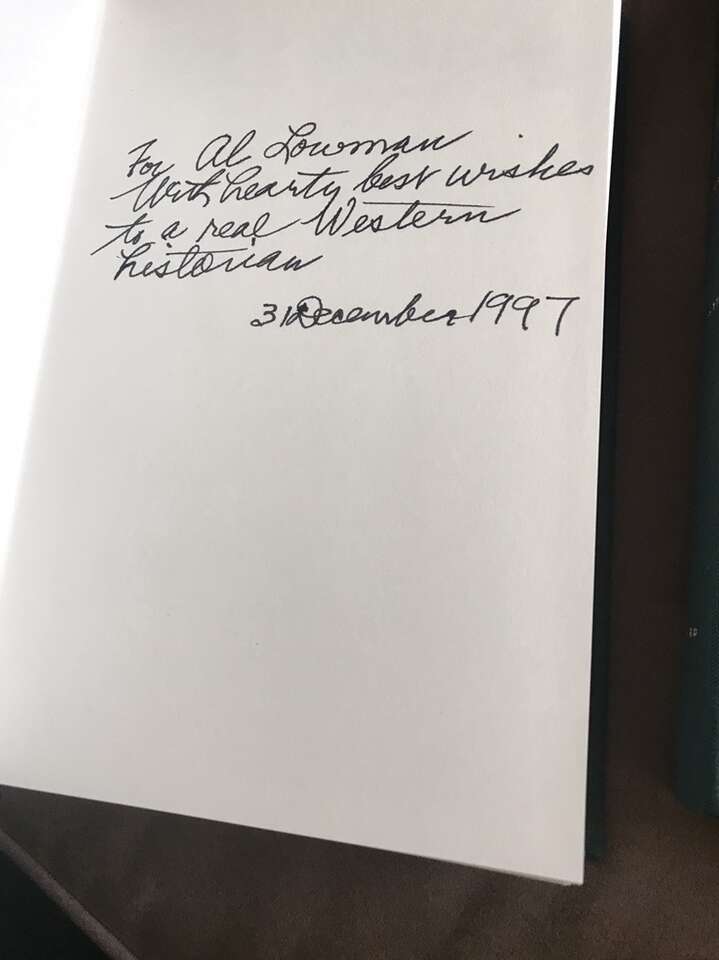 For Al Lowman
With hearty best wishes
to a real Western
historian
31 December 1997